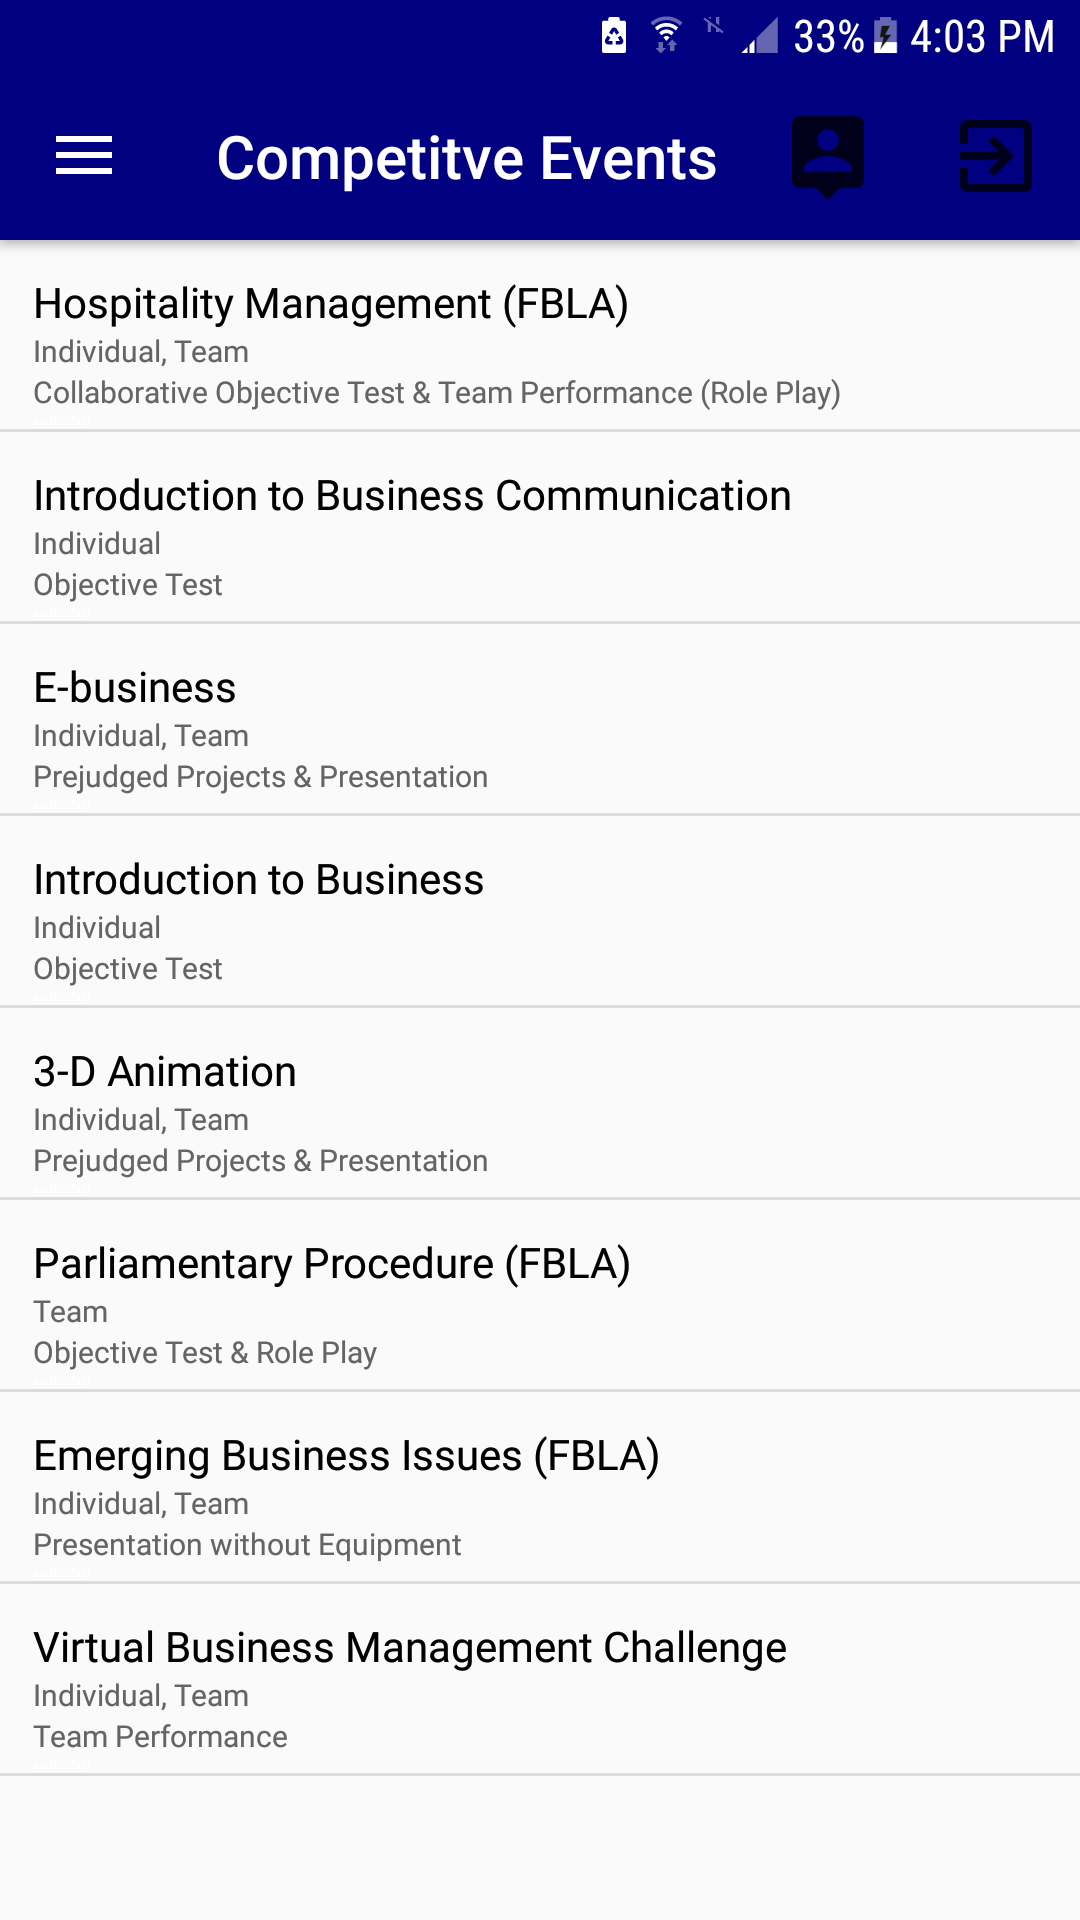 33% 4:03 PM
Competitve Events
Hospitality Management (FBLA)
Individual, Team
Collaborative Objective Test & Team Performance (Role Play)
Introduction to Business Communication
Individual
Objective Test
E-business
Individual, Team
Prejudged Projects & Presentation
Introduction to Business
Individual
Objective Test
3-D Animation
Individual, Team
Prejudged Projects & Presentation
Parliamentary Procedure (FBLA)
Team
Objective Test & Role Play
Emerging Business Issues (FBLA)
Individual, Team
Presentation without Equipment
Virtual Business Management Challenge
Individual, Team
Team Performance